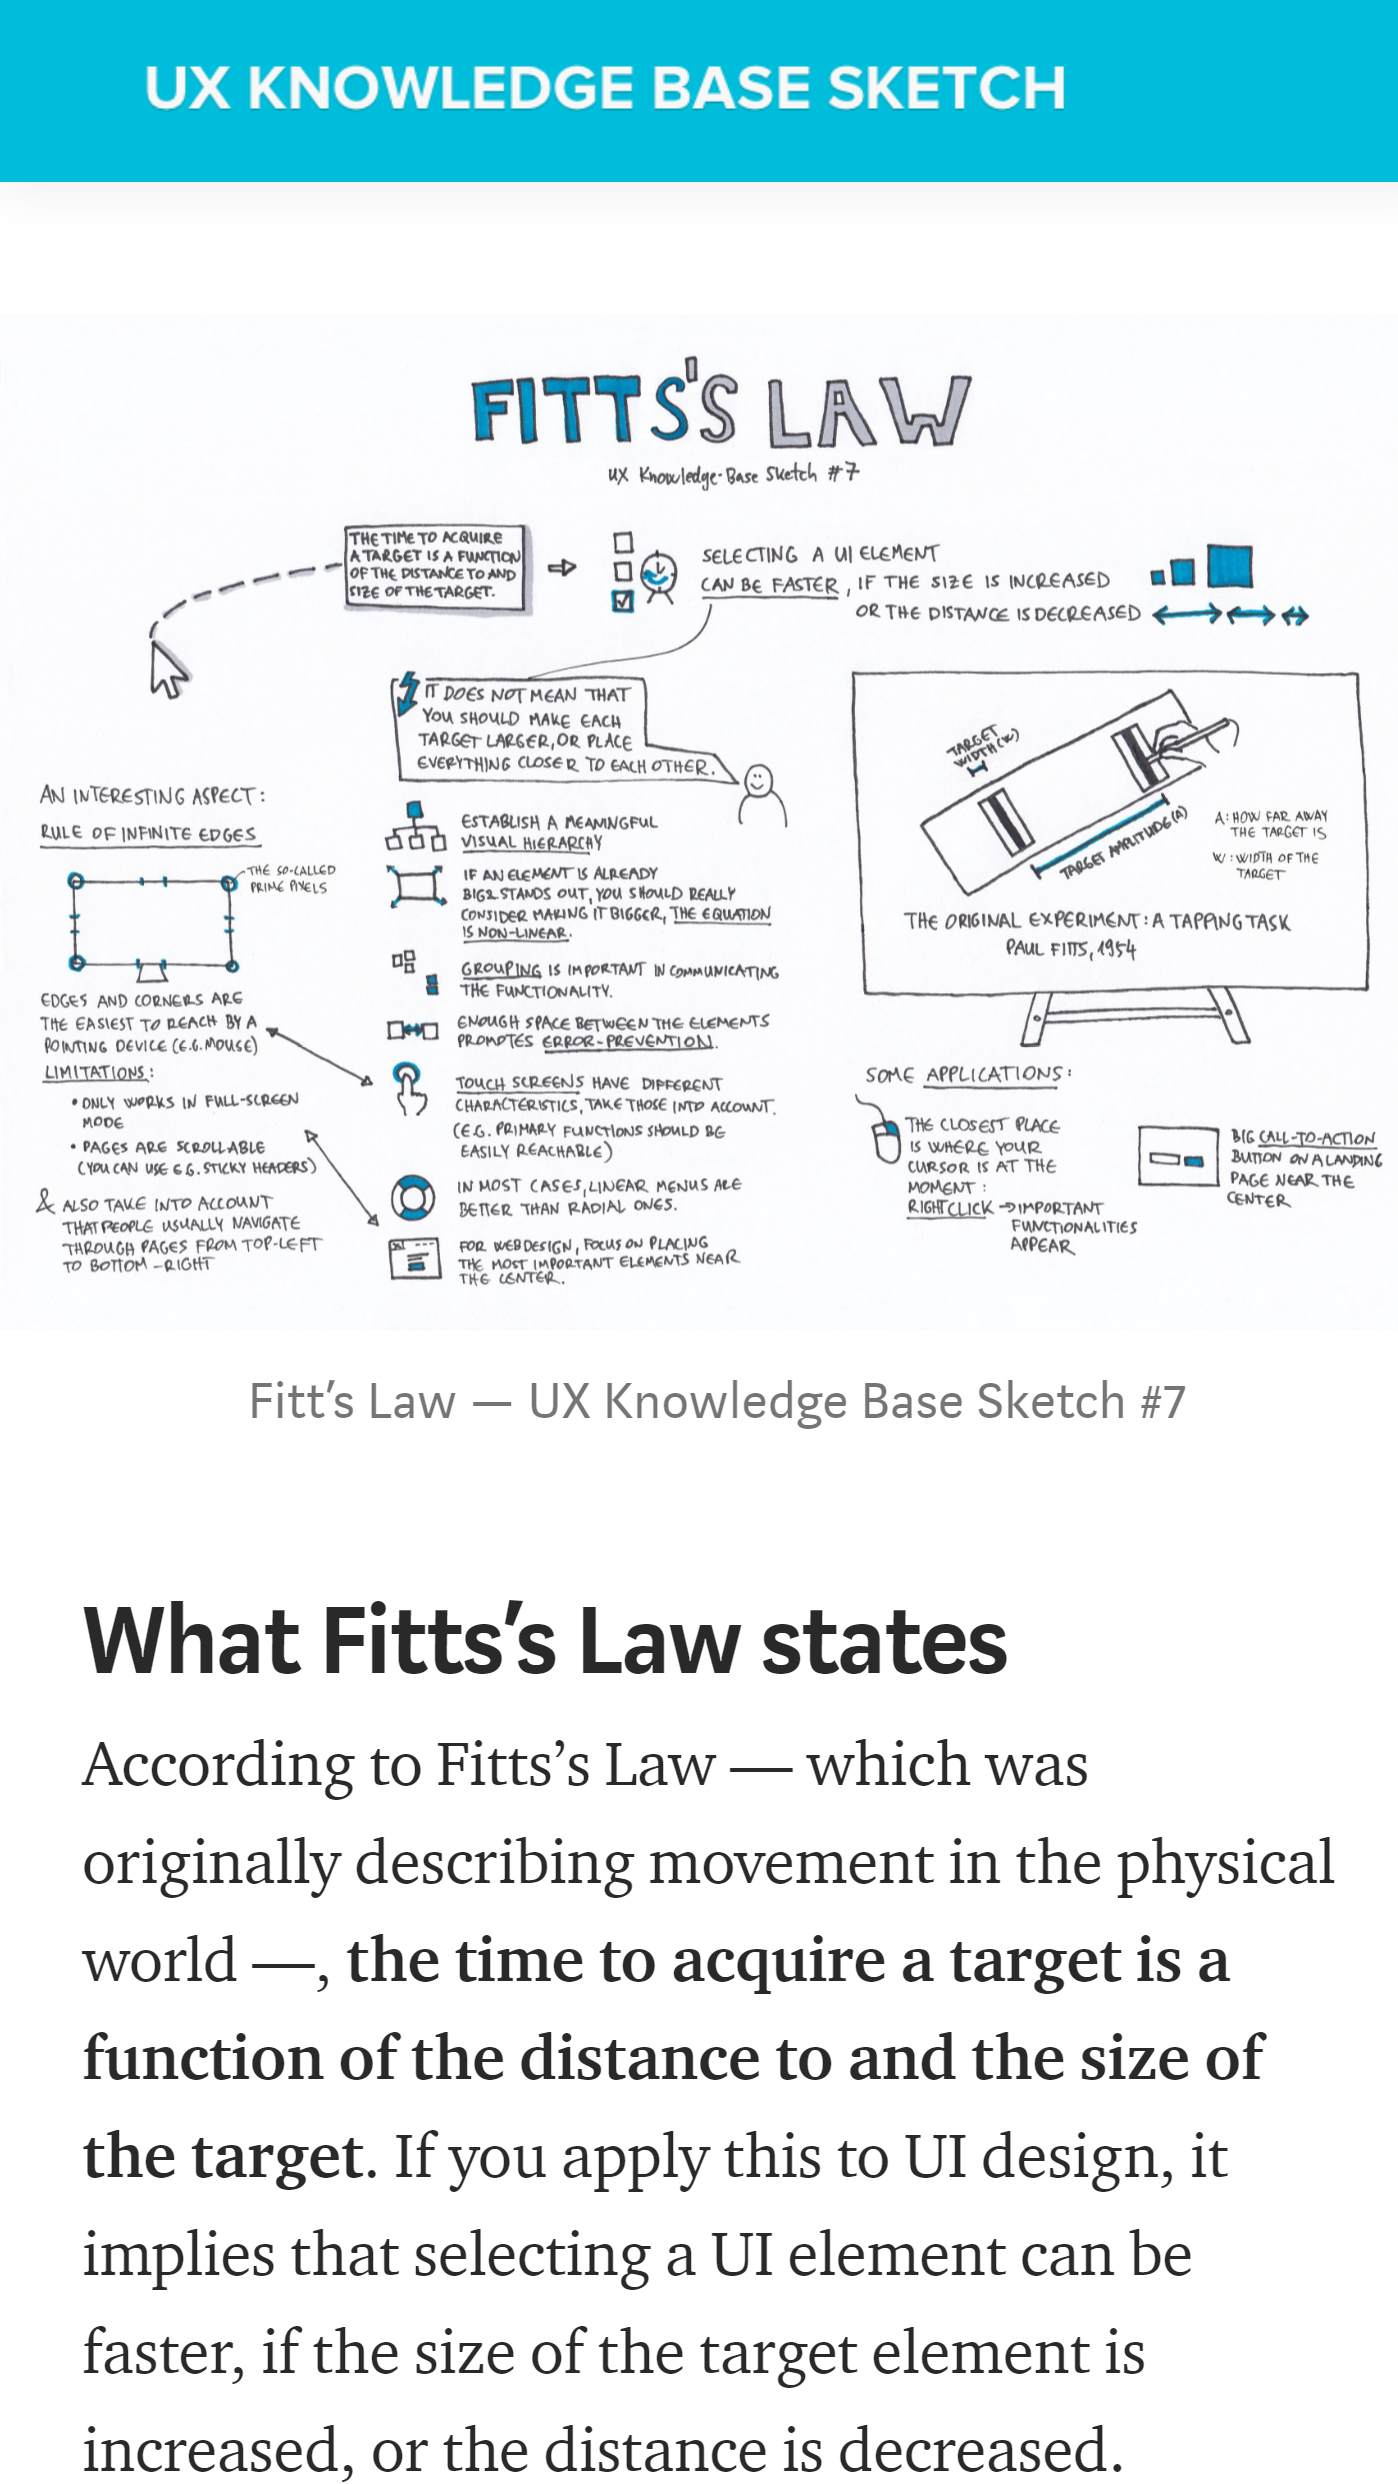 UX KNOWLEDGE BASE SKETCH
FITTS'S LAW
UX Knowledge-Base Sketch #7
THE TIME TO ACQUIRE
A TARGET IS A FUNCTION
OF THE DISTANCE TO AND
SIZE OF THE TARGET.
SELECTING A UI ELEMENT
CAN BE FASTER, IF THE SIZE IS INCREASED
OR THE DISTANCE IS DECREASED
IT DOES NOT MEAN THAT
YOU SHOULD MAKE EACH
TARGET LARGER, OR PLACE
EVERYTHING CLOSER TO EACH OTHER.
AN INTERESTING ASPECT:
RULE OF INFINITE EDGES
THE SO-CALLED
PRIME PIXELS
EDGES AND CORNERS ARE
THE EASIEST TO REACH BY A
POINTING DEVICE (E.G. MOUSE)
LIMITATIONS:
• ONLY WORKS IN FULL-SCREEN
MODE
• PAGES ARE SCROLLABLE
(YOU CAN USE E.G. STICKY HEADERS)
& ALSO TAKE INTO ACCOUNT
THAT PEOPLE USUALLY NAVIGATE
THROUGH PAGES FROM TOP-LEFT
TO BOTTOM-RIGHT
ESTABLISH A MEANINGFUL
VISUAL HIERARCHY
IF AN ELEMENT IS ALREADY
BIG & STANDS OUT, YOU SHOULD REALLY
CONSIDER MAKING IT BIGGER, THE EQUATION
IS NON-LINEAR.
GROUPING IS IMPORTANT IN COMMUNICATING
THE FUNCTIONALITY.
ENOUGH SPACE BETWEEN THE ELEMENTS
PROMOTES ERROR-PREVENTION.
TOUCH SCREENS HAVE DIFFERENT
CHARACTERISTICS, TAKE THOSE INTO ACCOUNT.
(E.G. PRIMARY FUNCTIONS SHOULD BE
EASILY REACHABLE)
IN MOST CASES, LINEAR MENUS ARE
BETTER THAN RADIAL ONES.
FOR WEBDESIGN, FOCUS ON PLACING
THE MOST IMPORTANT ELEMENTS NEAR
THE CENTER.
TARGET
WIDTH (W)
TARGET AMPLITUDE (A)
A: HOW FAR AWAY
THE TARGET IS
W: WIDTH OF THE
TARGET
THE ORIGINAL EXPERIMENT: A TAPPING TASK
PAUL FITTS, 1954
SOME APPLICATIONS:
THE CLOSEST PLACE
IS WHERE YOUR
CURSOR IS AT THE
MOMENT:
RIGHT CLICK → IMPORTANT
FUNCTIONALITIES
APPEAR
BIG CALL-TO-ACTION
BUTTON ON A LANDING
PAGE NEAR THE
CENTER
Fitt’s Law — UX Knowledge Base Sketch #7
What Fitts’s Law states
According to Fitts’s Law — which was
originally describing movement in the physical
world —, the time to acquire a target is a
function of the distance to and the size of
the target. If you apply this to UI design, it
implies that selecting a UI element can be
faster, if the size of the target element is
increased, or the distance is decreased.